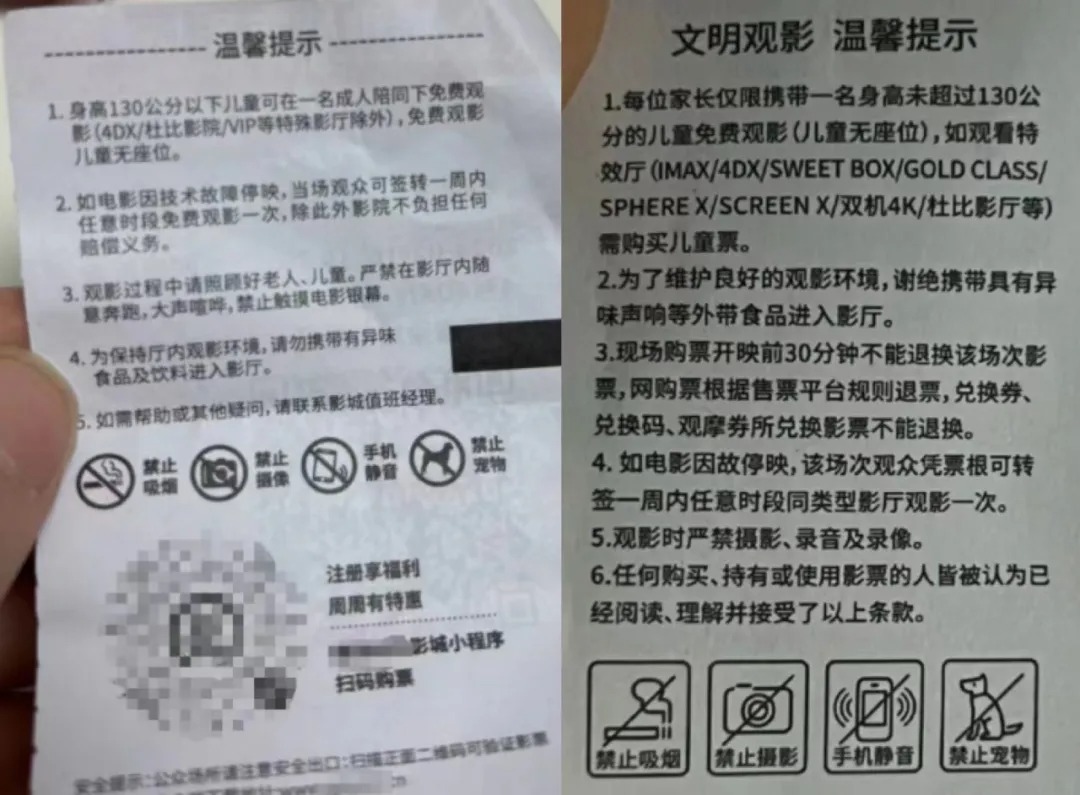 温馨提示
1. 身高130公分以下儿童可在一名成人陪同下免费观
影(4DX/杜比影院/VIP等特殊影厅除外)，免费观影
儿童无座位。
2. 如电影因技术故障停映，当场观众可签转一周内
任意时段免费观影一次，除此外影院不负担任何
赔偿义务。
3. 观影过程中请照顾好老人、儿童。严禁在影厅内随
意奔跑，大声喧哗，禁止触摸电影银幕。
4. 为保持厅内观影环境，请勿携带有异味
食品及饮料进入影厅。
5. 如需帮助或其他疑问，请联系影城值班经理。
禁止
吸烟
禁止
摄像
手机
静音
禁止
宠物
注册享福利
周周有特惠
影城小程序
扫码购票
安全提示：公众场所请注意安全出口：扫描正面二维码可验证影票
文明观影 温馨提示
1.每位家长仅限携带一名身高未超过130公
分的儿童免费观影(儿童无座位)，如观看特
效厅(IMAX/4DX/SWEET BOX/GOLD CLASS/
SPHERE X/SCREEN X/双机4K/杜比影厅等)
需购买儿童票。
2.为了维护良好的观影环境，谢绝携带具有异
味声响等外带食品进入影厅。
3.现场购票开映前30分钟不能退换该场次影
票，网购票根据售票平台规则退票，兑换券、
兑换码、观摩券所兑换影票不能退换。
4. 如电影因故停映，该场次观众凭票根可转
签一周内任意时段同类型影厅观影一次。
5.观影时严禁摄影、录音及录像。
6.任何购买、持有或使用影票的人皆被认为已
经阅读、理解并接受了以上条款。
禁止吸烟
禁止摄影
手机静音
禁止宠物